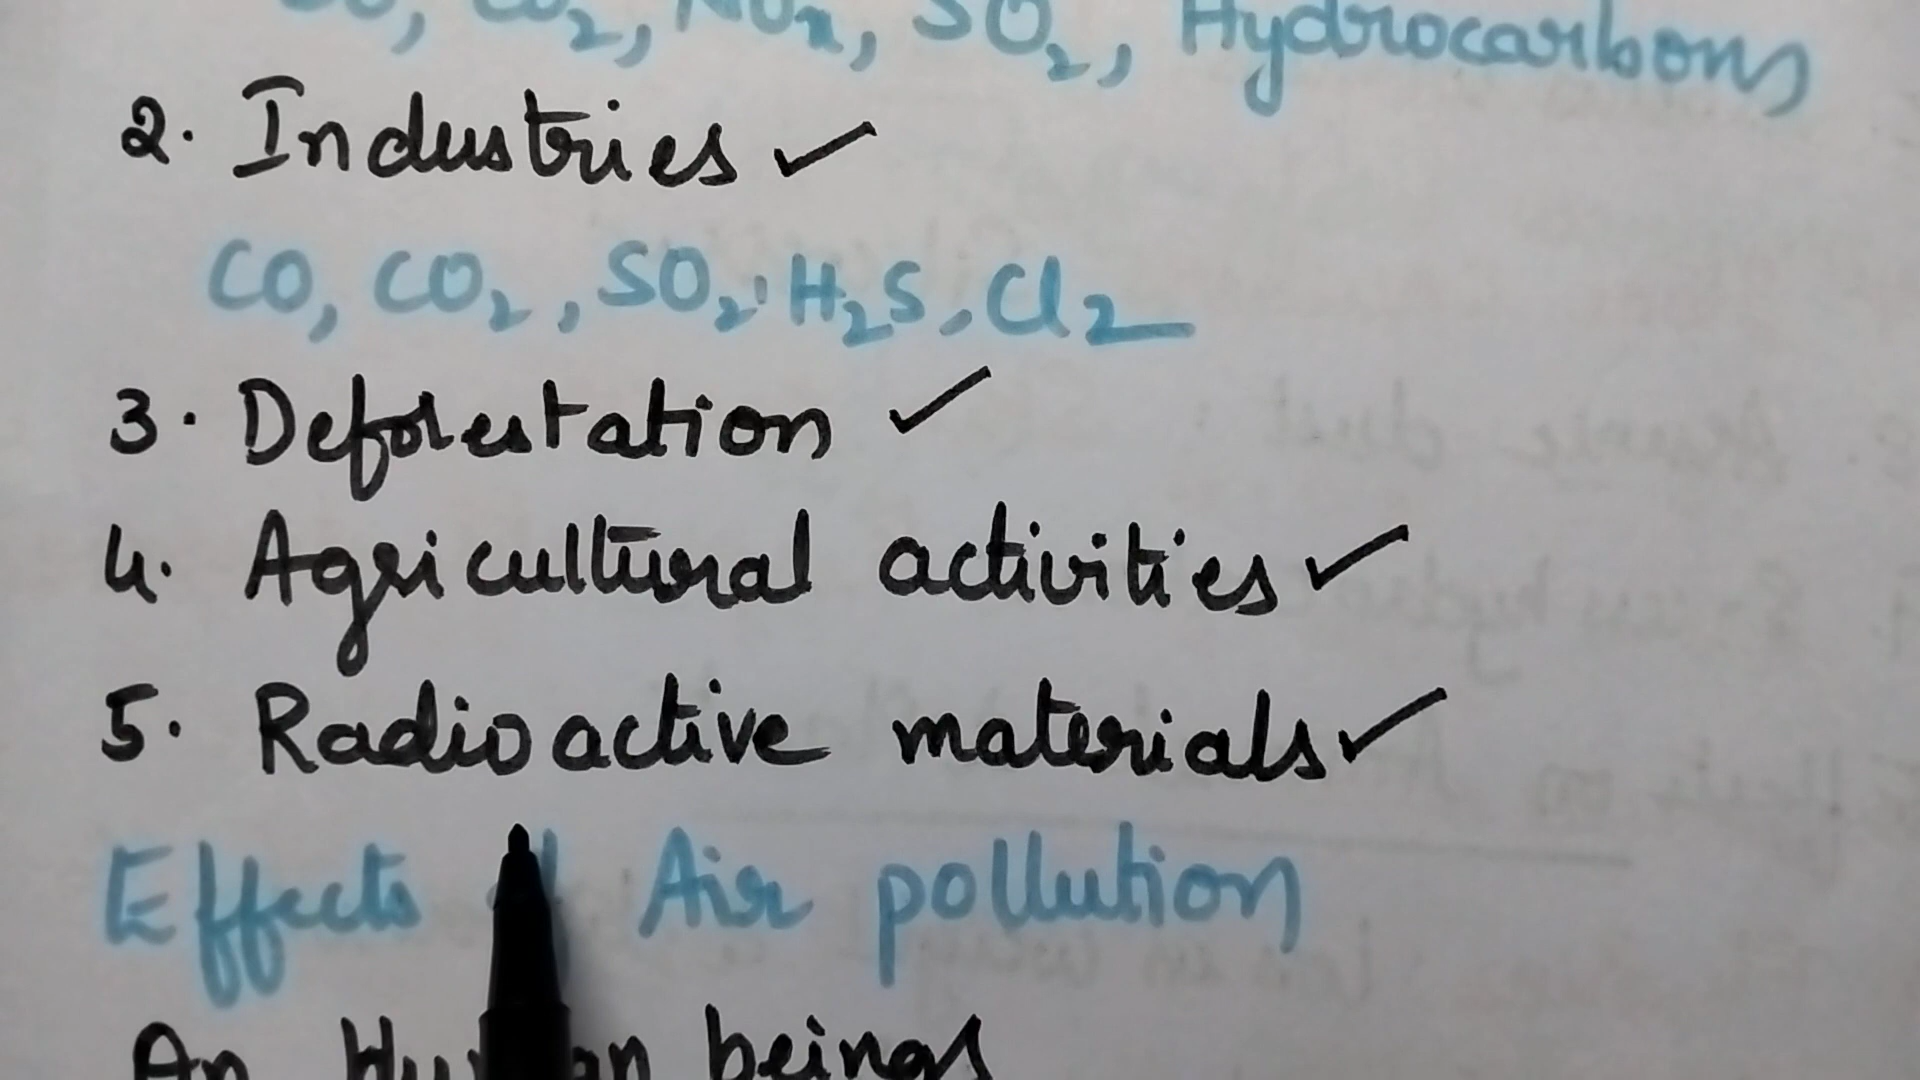 CO, CO2, NOx, SO2, Hydrocarbons
2. Industries ✓
CO, CO2, SO2, H2S, Cl2
3. Deforestation ✓
4. Agricultural activities ✓
5. Radioactive materials ✓
Effects Air pollution
beings